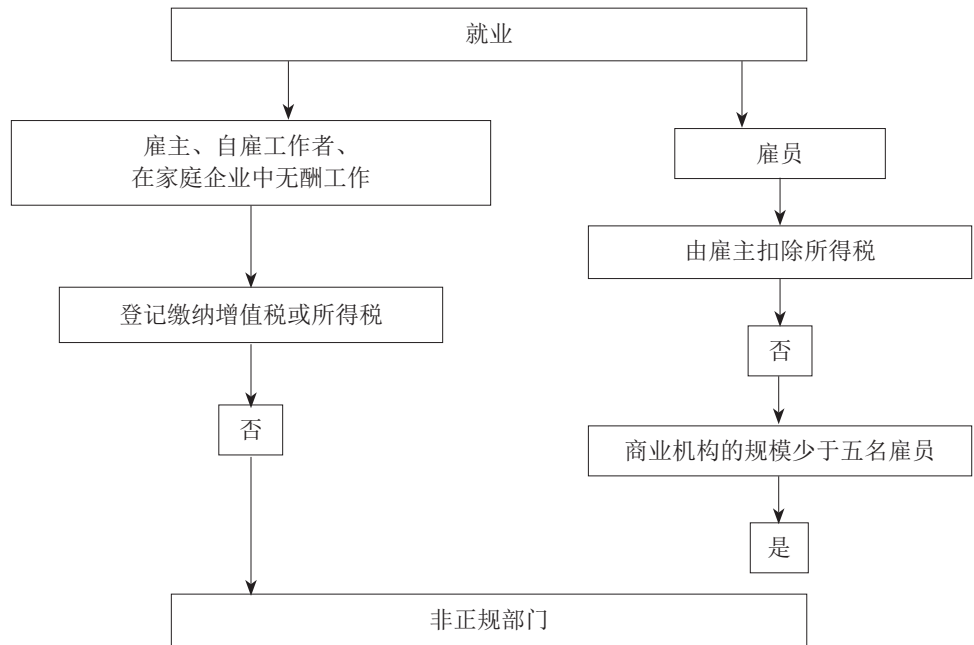 就业
雇主、自雇工作者、
在家庭企业中无酬工作
雇员
由雇主扣除所得税
登记缴纳增值税或所得税
否
否
商业机构的规模少于五名雇员
是
非正规部门